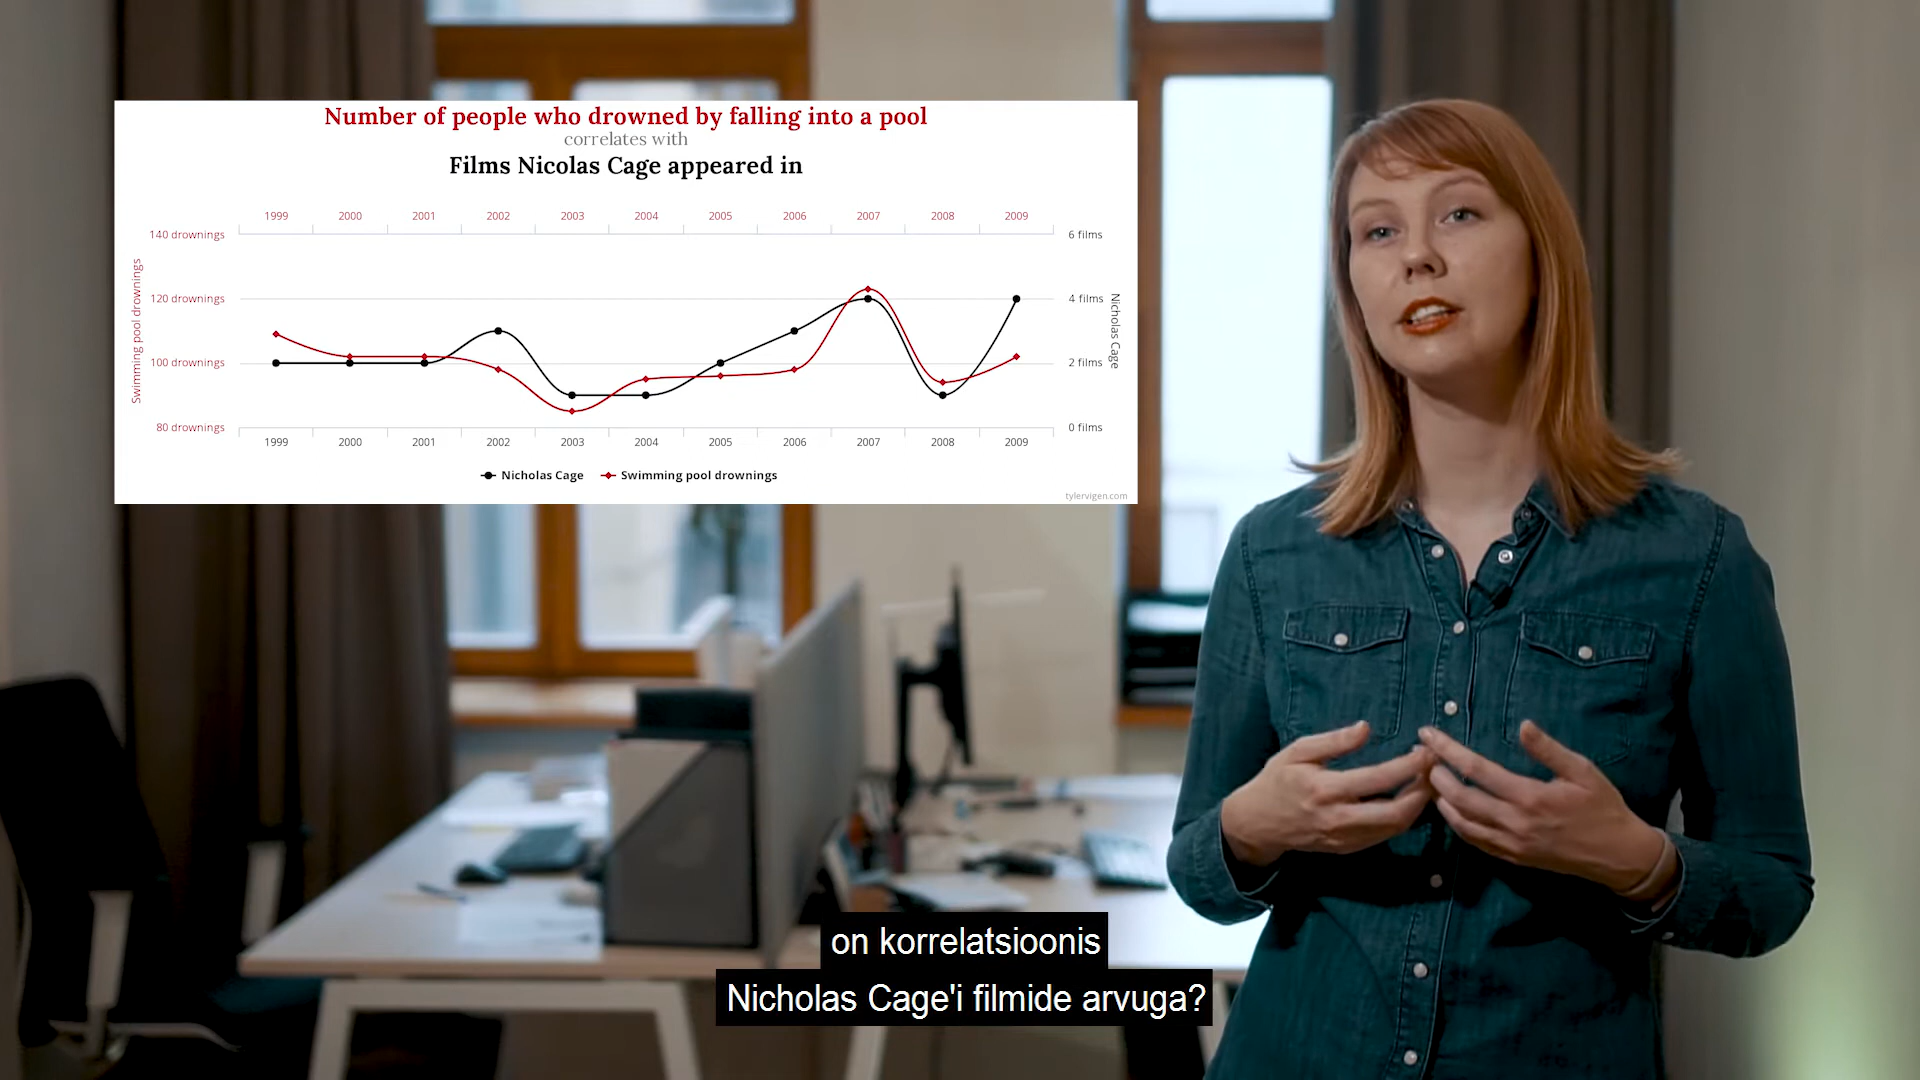 Number of people who drowned by falling into a pool
correlates with
Films Nicolas Cage appeared in
1999 2000 2001 2002 2003 2004 2005 2006 2007 2008 2009
140 drownings 6 films
120 drownings 4 films
100 drownings 2 films
80 drownings 0 films
Swimming pool drownings
Nicholas Cage
1999 2000 2001 2002 2003 2004 2005 2006 2007 2008 2009
Nicholas Cage Swimming pool drownings
tylervigen.com
on korrelatsioonis
Nicholas Cage'i filmide arvuga?